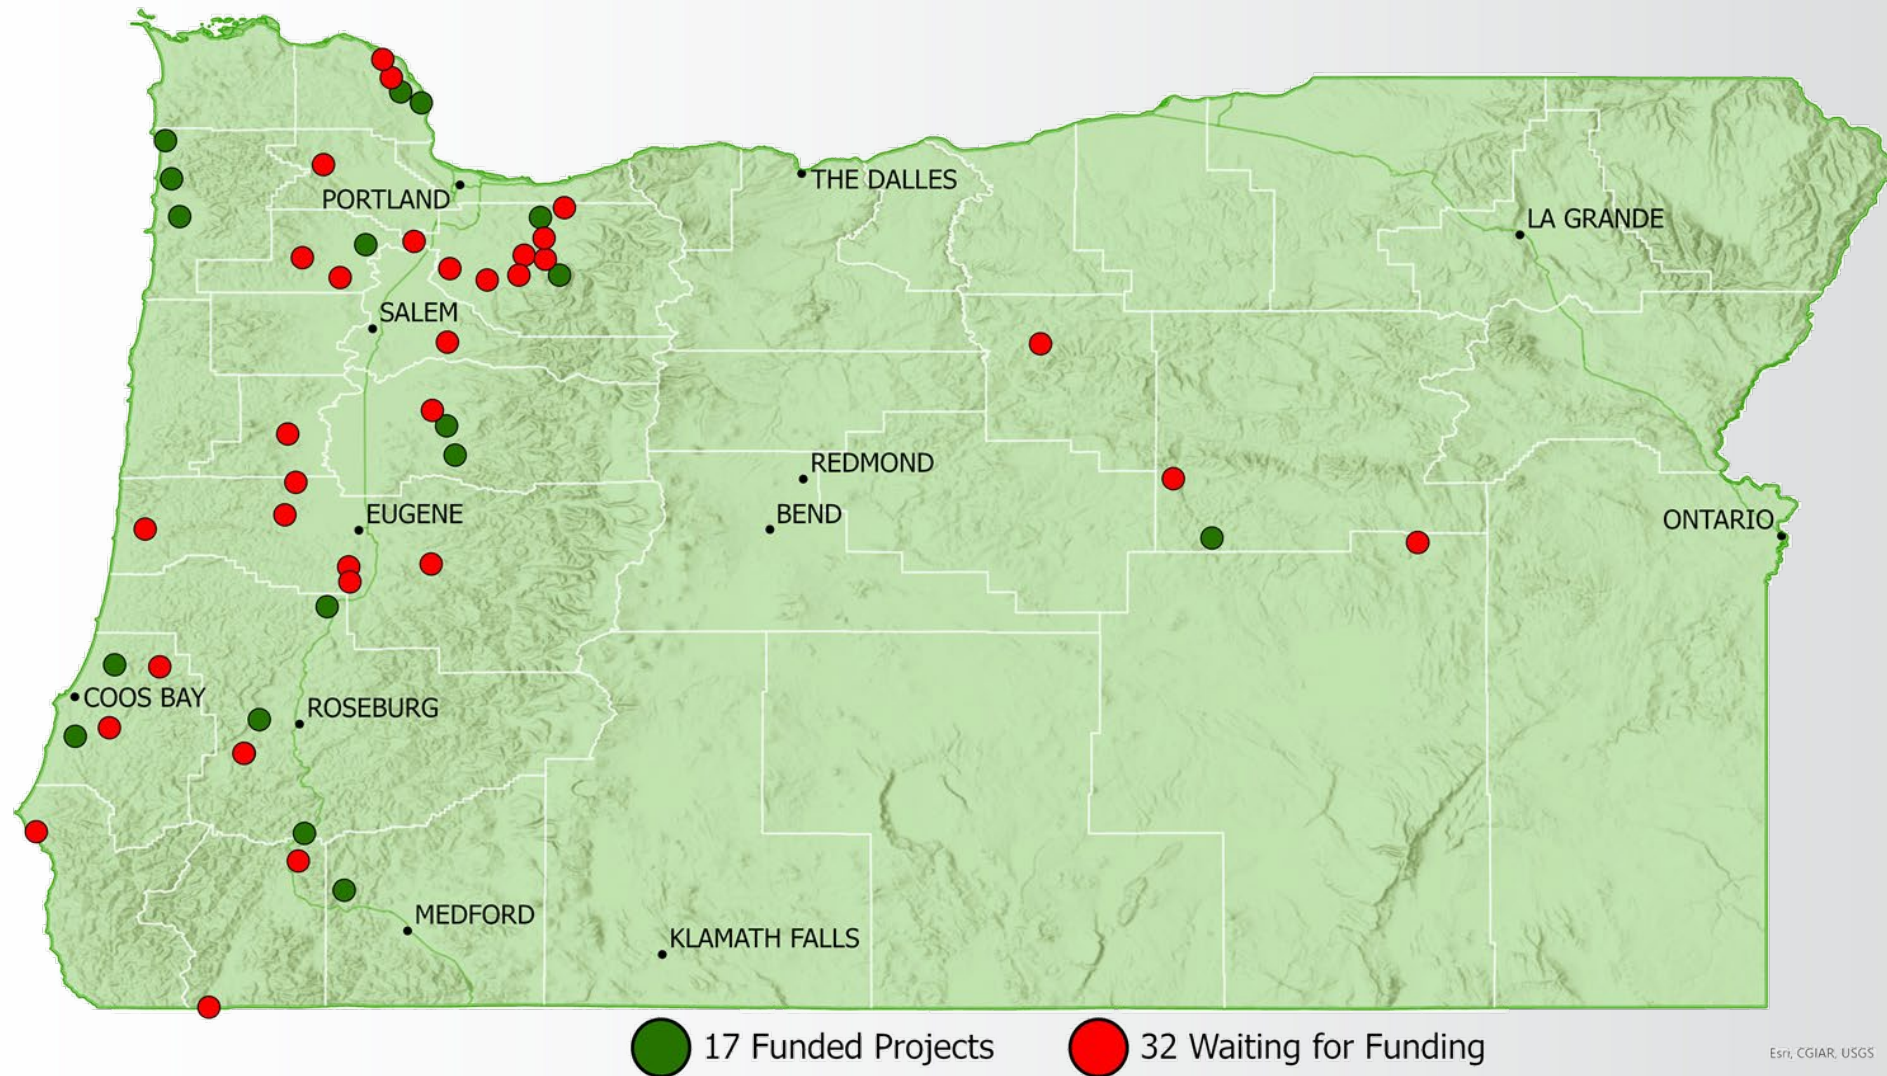 THE DALLES
PORTLAND
LA GRANDE
SALEM
REDMOND
EUGENE
BEND
ONTARIO
COOS BAY
ROSEBURG
MEDFORD
KLAMATH FALLS
17 Funded Projects
32 Waiting for Funding
Esri, CGIAR, USGS